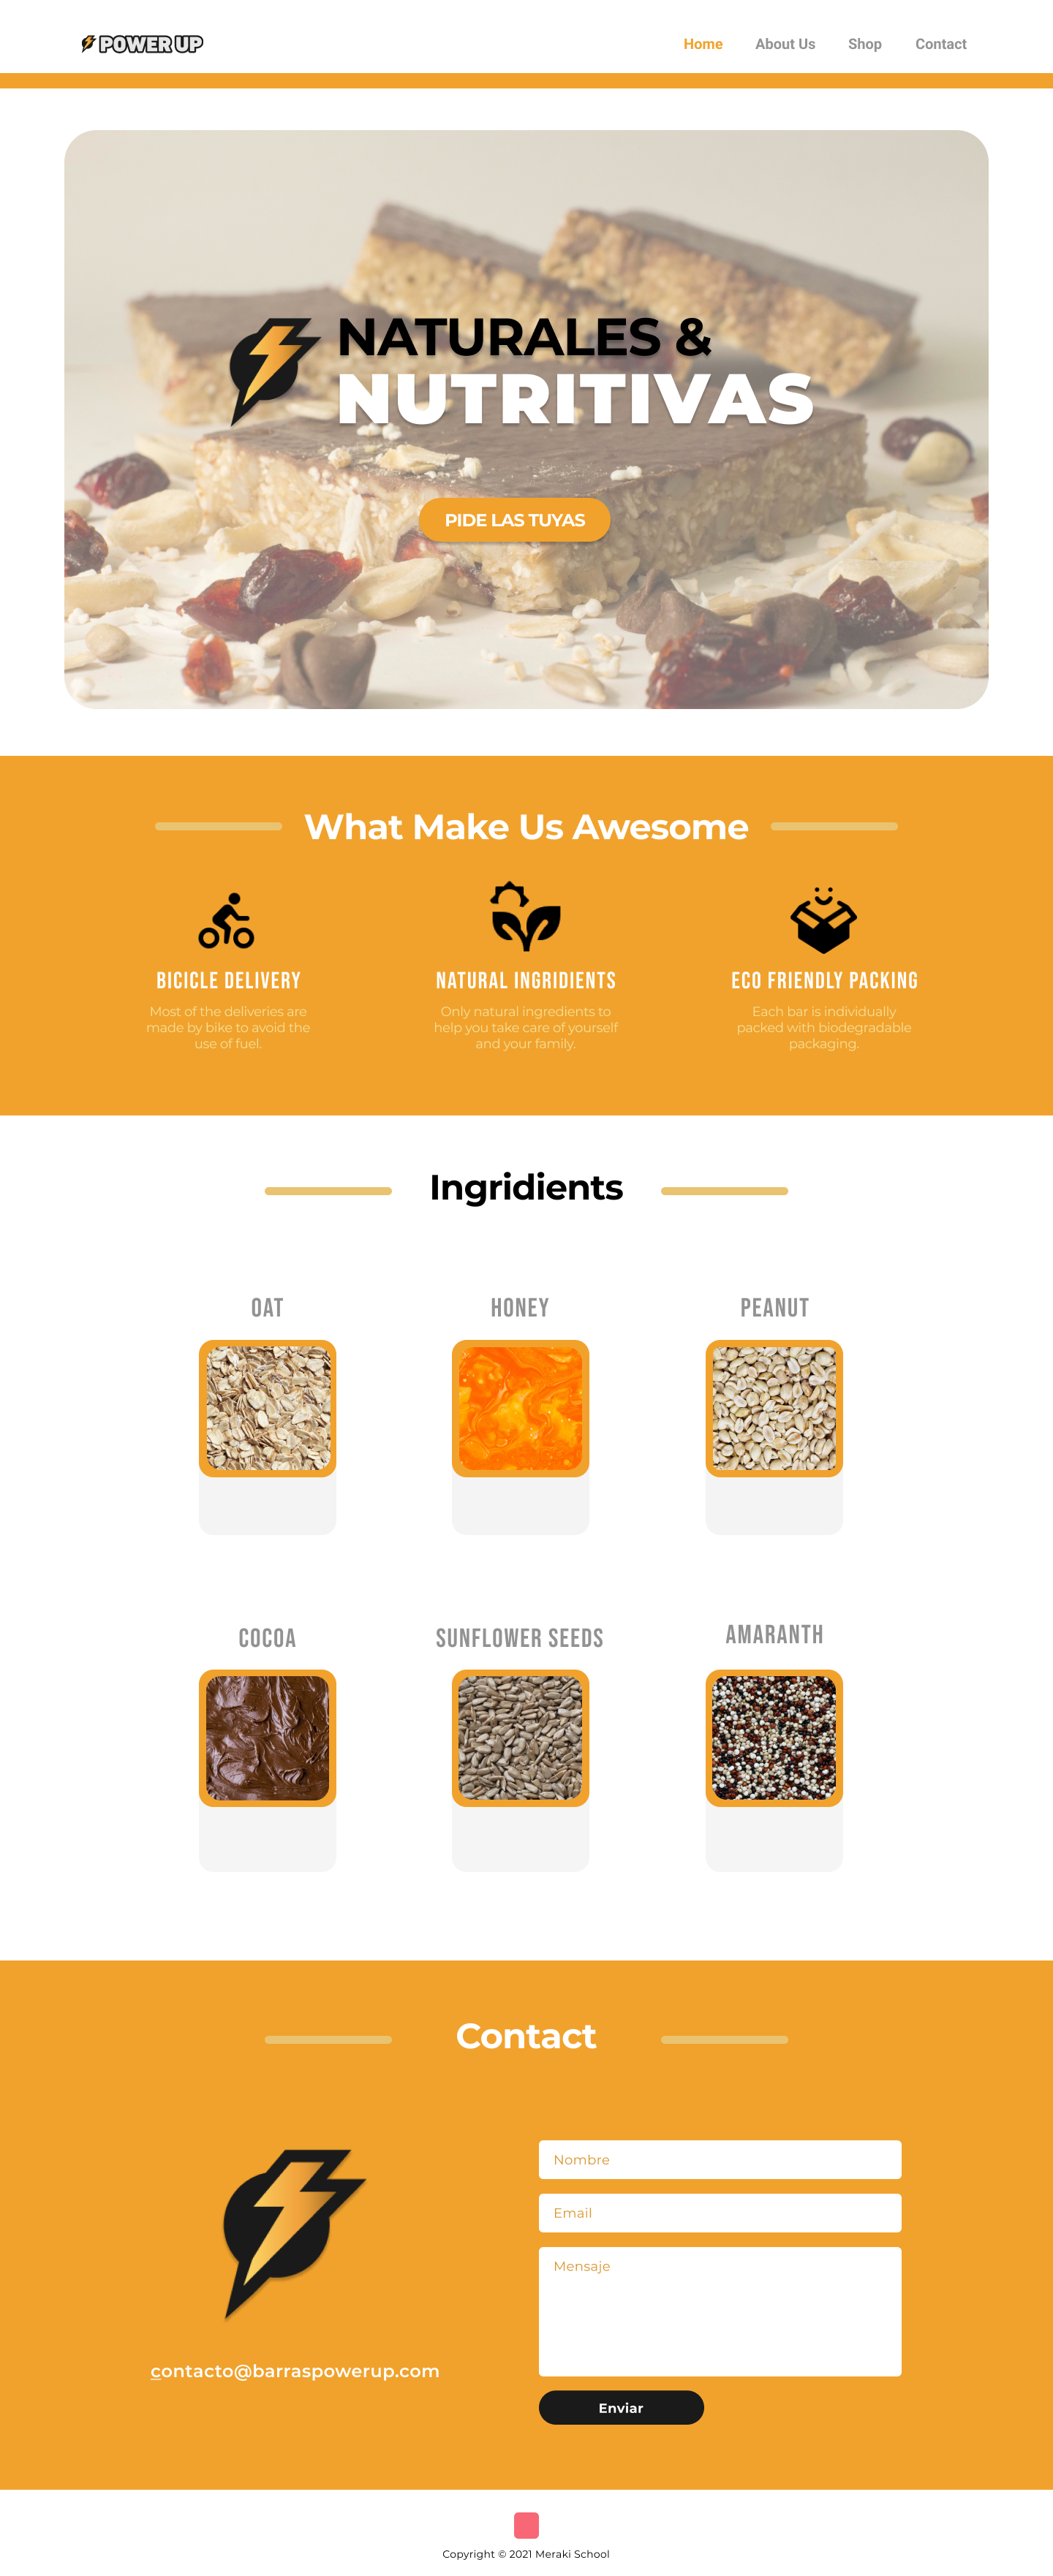 POWER UP
Home
About Us
Shop
Contact
NATURALES &
NUTRITIVAS
PIDE LAS TUYAS
What Make Us Awesome
BICICLE DELIVERY
Most of the deliveries are
made by bike to avoid the
use of fuel.
NATURAL INGRIDIENTS
Only natural ingredients to
help you take care of yourself
and your family.
ECO FRIENDLY PACKING
Each bar is individually
packed with biodegradable
packaging.
Ingridients
OAT
HONEY
PEANUT
COCOA
SUNFLOWER SEEDS
AMARANTH
Contact
contacto@barraspowerup.com
Nombre
Email
Mensaje
Enviar
Copyright © 2021 Meraki School